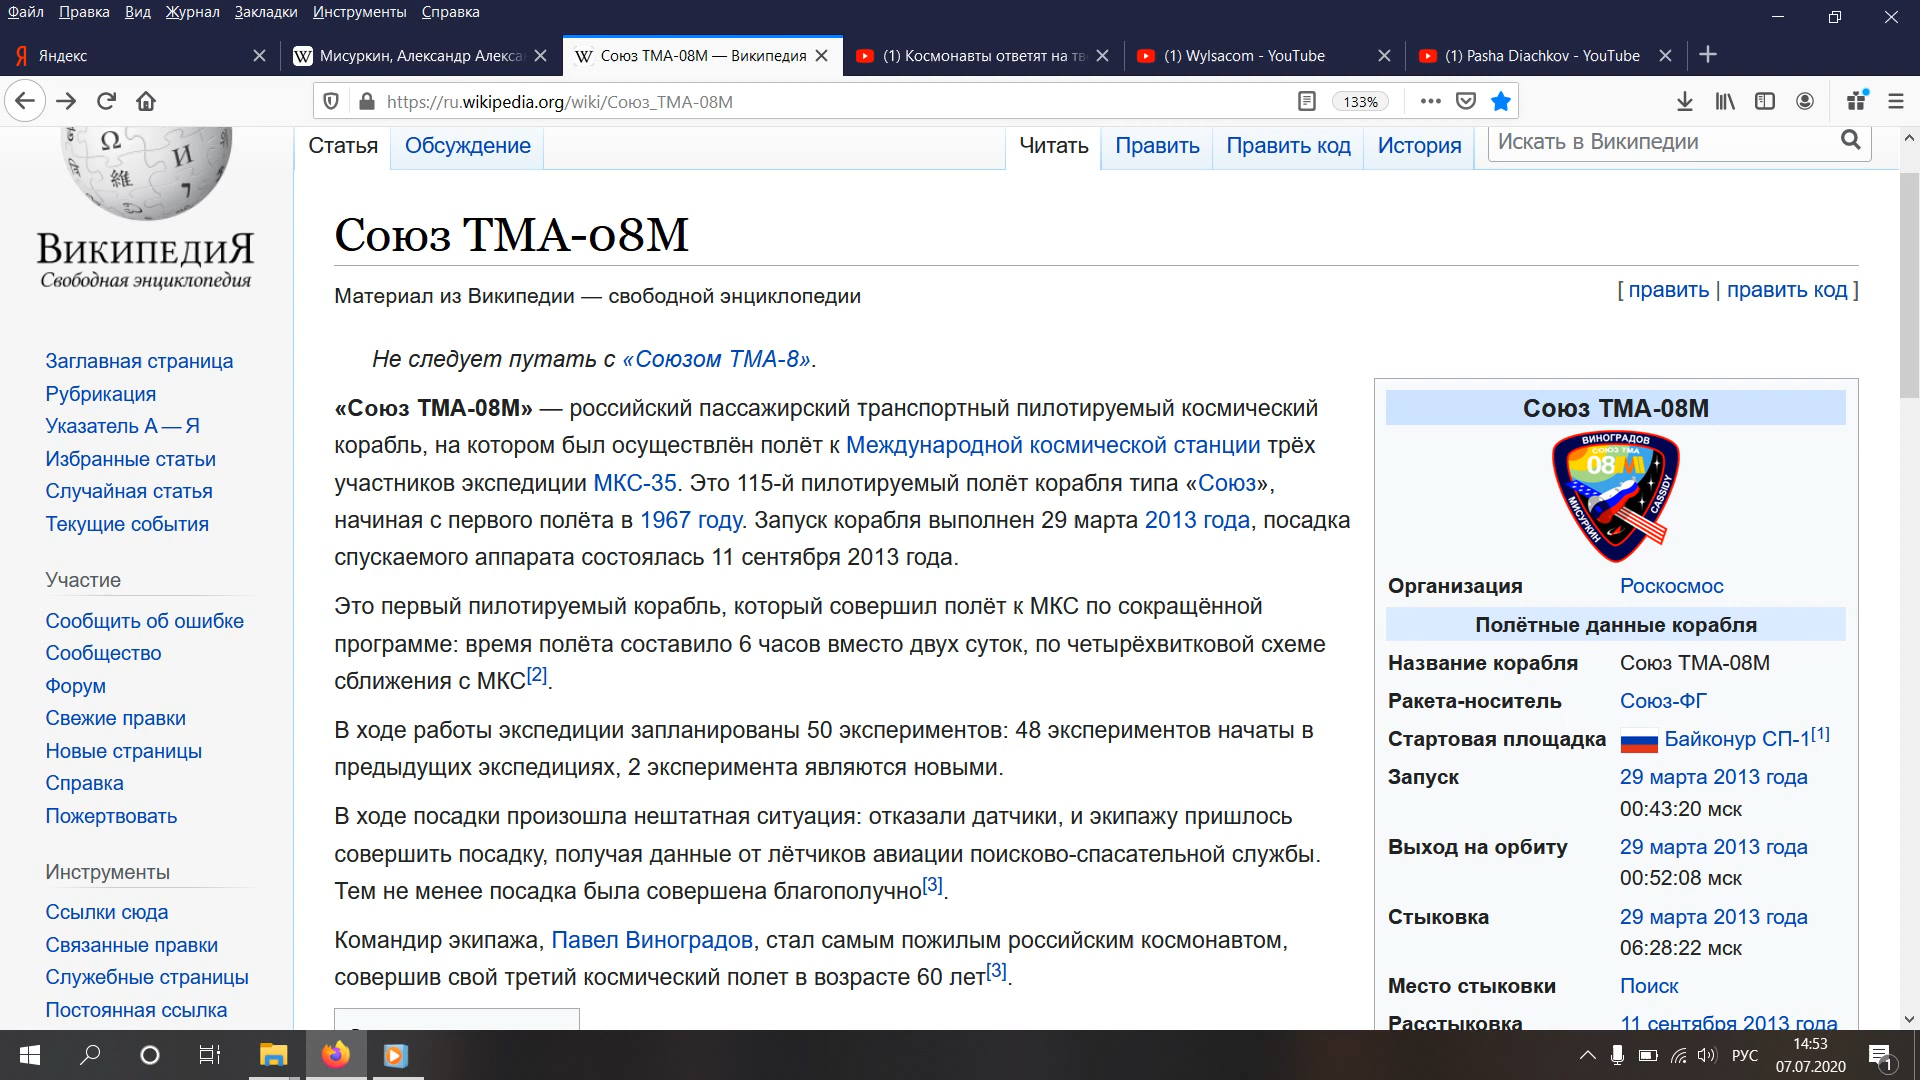 Файл Правка Вид Журнал Закладки Инструменты Справка
Яндекс
Мисуркин, Александр Алекса
Союз ТМА-08М — Википедия
(1) Космонавты ответят на тв
(1) Wylsacom - YouTube
(1) Pasha Diachkov - YouTube
https://ru.wikipedia.org/wiki/Союз_ТМА-08М
133%
Статья Обсуждение Читать Править Править код История Искать в Википедии
Ω И 維 7
ВикипедиЯ
Свободная энциклопедия
Заглавная страница
Рубрикация
Указатель А — Я
Избранные статьи
Случайная статья
Текущие события
Участие
Сообщить об ошибке
Сообщество
Форум
Свежие правки
Новые страницы
Справка
Пожертвовать
Инструменты
Ссылки сюда
Связанные правки
Служебные страницы
Постоянная ссылка
Союз ТМА-08М
Материал из Википедии — свободной энциклопедии
[ править | править код ]
Не следует путать с «Союзом ТМА-8».
«Союз ТМА-08М» — российский пассажирский транспортный пилотируемый космический
корабль, на котором был осуществлён полёт к Международной космической станции трёх
участников экспедиции МКС-35. Это 115-й пилотируемый полёт корабля типа «Союз»,
начиная с первого полёта в 1967 году. Запуск корабля выполнен 29 марта 2013 года, посадка
спускаемого аппарата состоялась 11 сентября 2013 года.
Это первый пилотируемый корабль, который совершил полёт к МКС по сокращённой
программе: время полёта составило 6 часов вместо двух суток, по четырёхвитковой схеме
сближения с МКС[2].
В ходе работы экспедиции запланированы 50 экспериментов: 48 экспериментов начаты в
предыдущих экспедициях, 2 эксперимента являются новыми.
В ходе посадки произошла нештатная ситуация: отказали датчики, и экипажу пришлось
совершить посадку, получая данные от лётчиков авиации поисково-спасательной службы.
Тем не менее посадка была совершена благополучно[3].
Командир экипажа, Павел Виноградов, стал самым пожилым российским космонавтом,
совершив свой третий космический полет в возрасте 60 лет[3].
Союз ТМА-08М
ВИНОГРАДОВ
СОЮЗ ТМА
08М
МИСУРКИН
CASSIDY
Организация Роскосмос
Полётные данные корабля
Название корабля Союз ТМА-08М
Ракета-носитель Союз-ФГ
Стартовая площадка Байконур СП-1[1]
Запуск 29 марта 2013 года
00:43:20 мск
Выход на орбиту 29 марта 2013 года
00:52:08 мск
Стыковка 29 марта 2013 года
06:28:22 мск
Место стыковки Поиск
Расстыковка 11 сентября 2013 года
РУС
14:53
07.07.2020
1